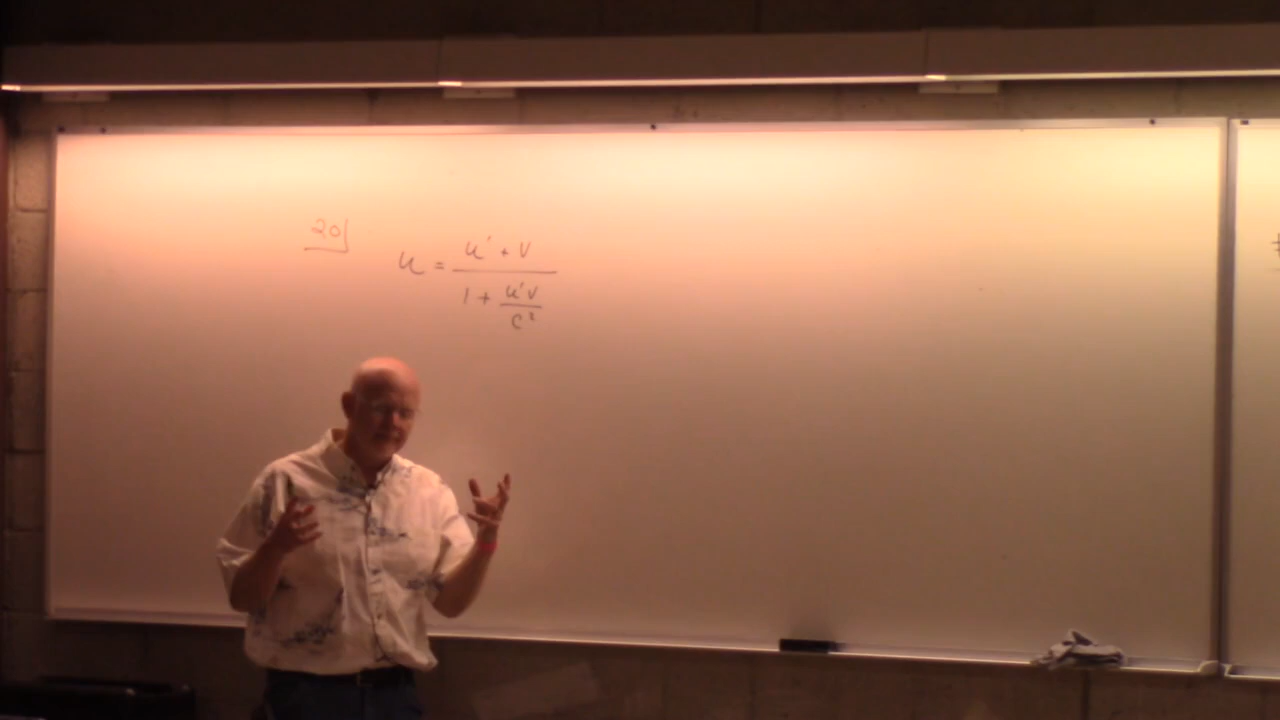 20
u = u' + v / 1 + u'v / c²